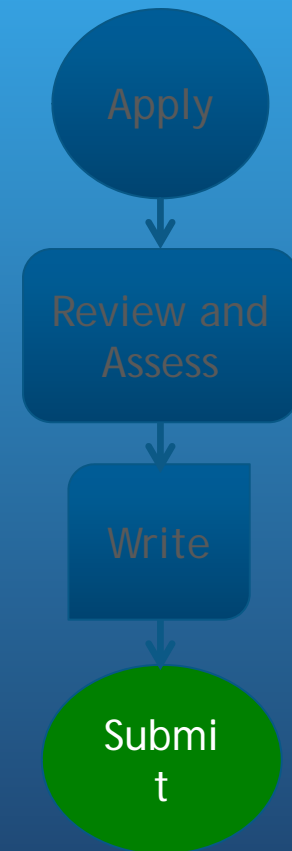 Apply
Review and
Assess
Write
Submi
t